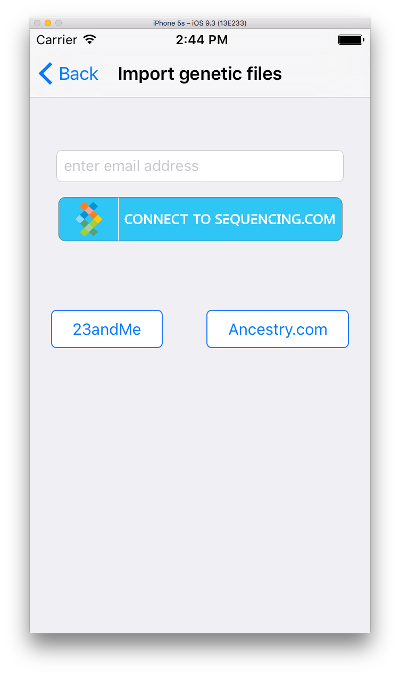 iPhone 5s – iOS 9.3 (13E233)
Carrier 2:44 PM
Back Import genetic files
enter email address
CONNECT TO SEQUENCING.COM
23andMe Ancestry.com